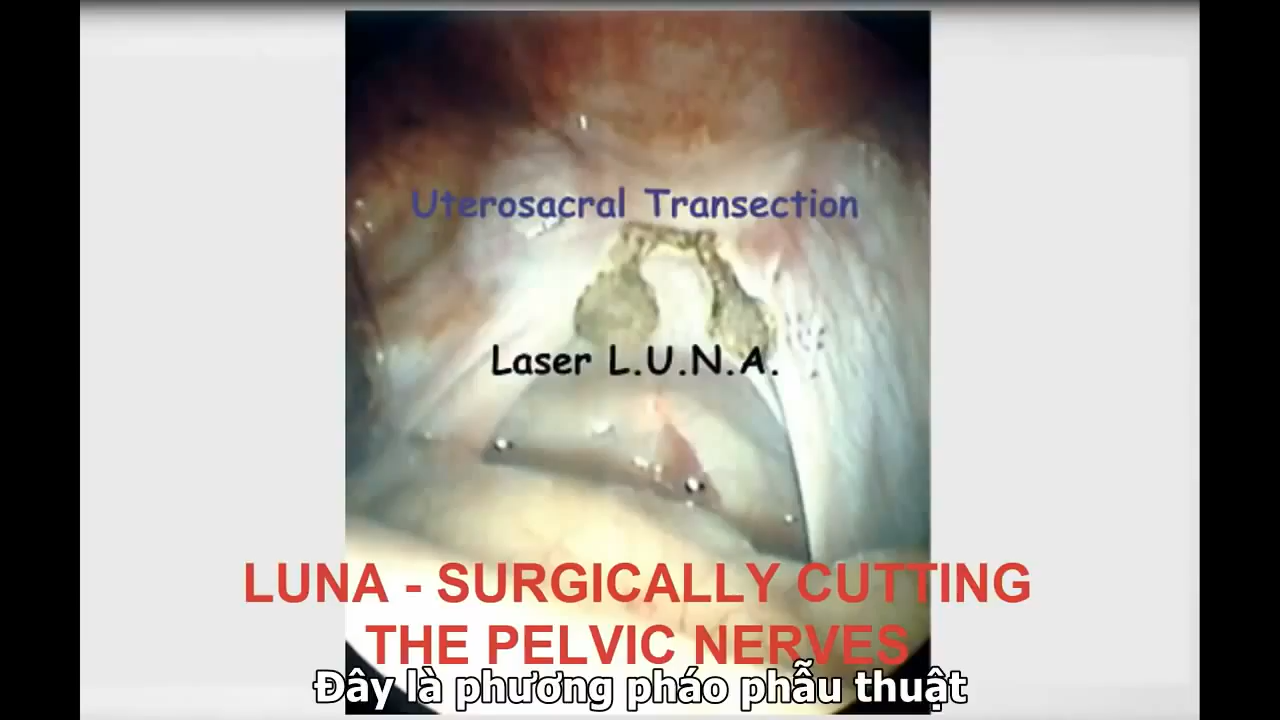 Uterosacral Transection
Laser L.U.N.A.
LUNA - SURGICALLY CUTTING
THE PELVIC NERVES
Đây là phương pháo phẫu thuật